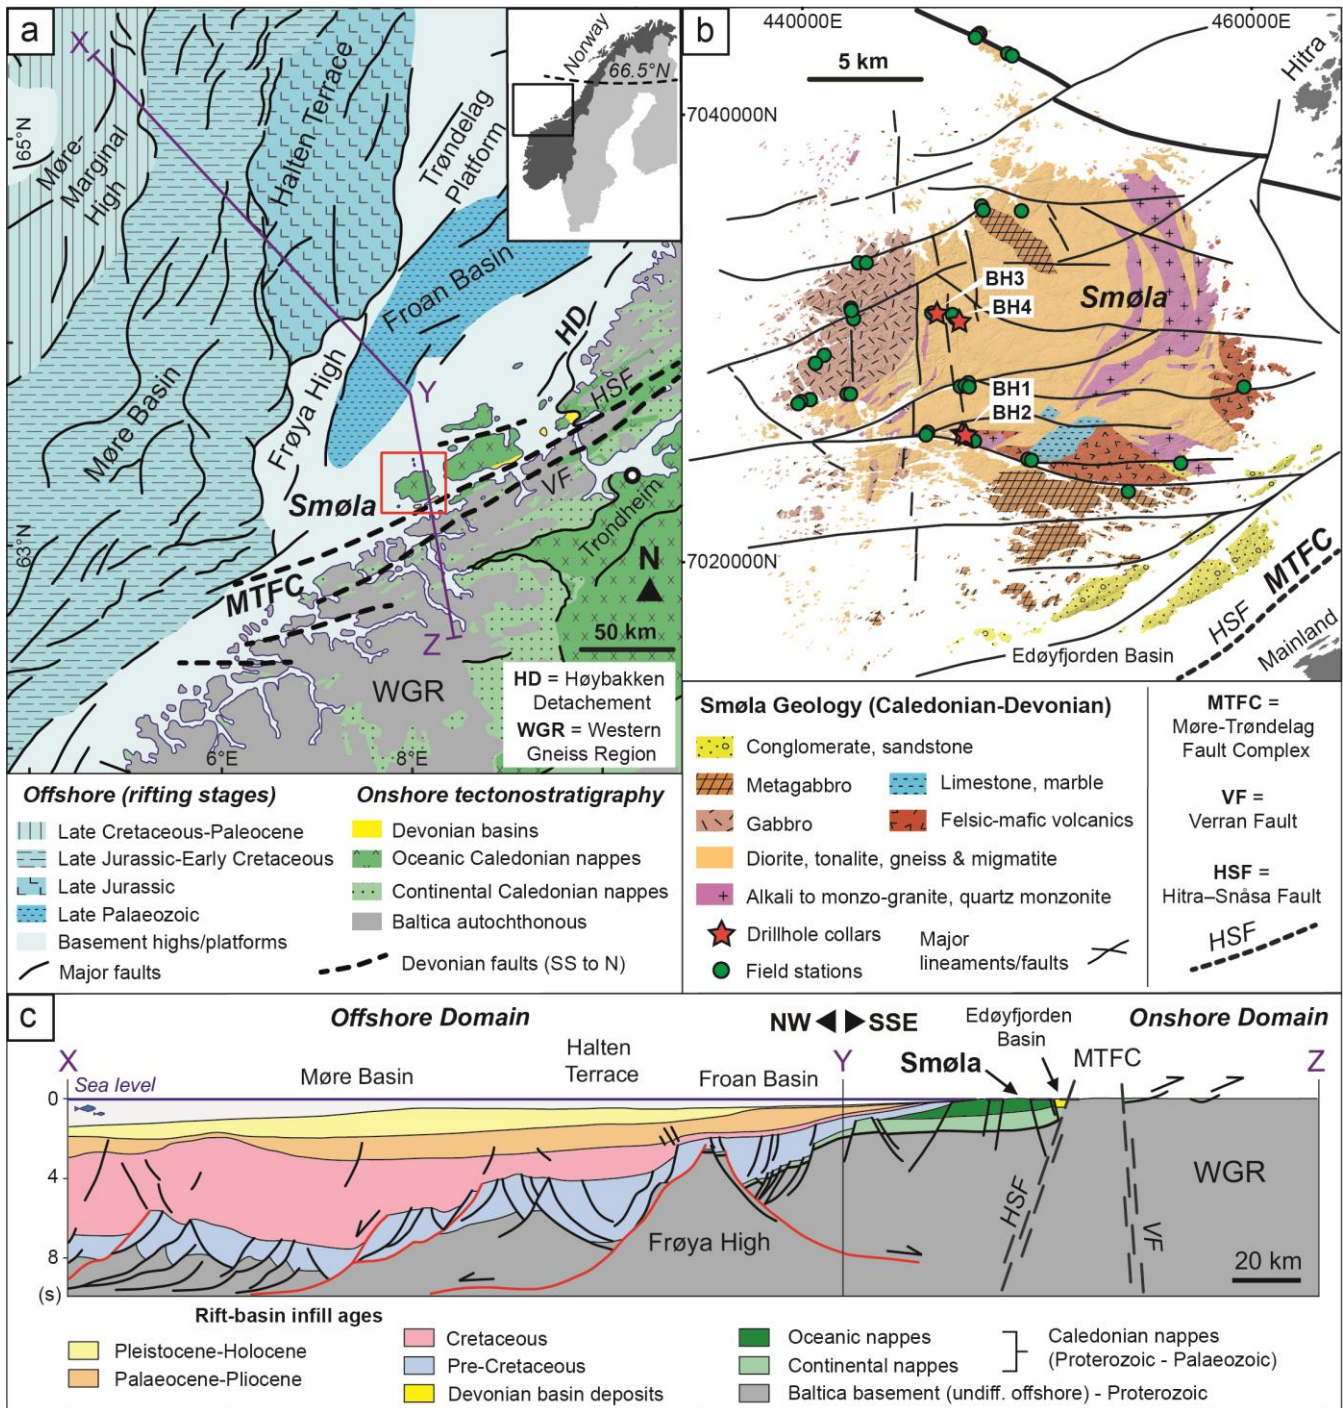 a
X
65°N
Møre-
Marginal
High
Halten Terrace
Trøndelag
Platform
Norway
66.5°N
Froan Basin
HD
HSF
Møre Basin
Frøya High
Y
Smøla
VF
Trondheim
63°N
MTFC
N
Z
50 km
WGR
HD = Høybakken
Detachement
WGR = Western
Gneiss Region
6°E
8°E
Offshore (rifting stages)
Late Cretaceous-Paleocene
Late Jurassic-Early Cretaceous
Late Jurassic
Late Palaeozoic
Basement highs/platforms
Major faults
Onshore tectonostratigraphy
Devonian basins
Oceanic Caledonian nappes
Continental Caledonian nappes
Baltica autochthonous
Devonian faults (SS to N)
b
440000E
460000E
5 km
Hitra
7040000N
BH3
BH4
Smøla
BH1
BH2
7020000N
MTFC
HSF
Mainland
Edøyfjorden Basin
Smøla Geology (Caledonian-Devonian)
Conglomerate, sandstone
Metagabbro
Limestone, marble
Gabbro
Felsic-mafic volcanics
Diorite, tonalite, gneiss & migmatite
Alkali to monzo-granite, quartz monzonite
Drillhole collars
Field stations
Major
lineaments/faults
MTFC =
Møre-Trøndelag
Fault Complex
VF =
Verran Fault
HSF =
Hitra–Snåsa Fault
HSF
c
Offshore Domain
NW
SSE
Edøyfjorden
Basin
Onshore Domain
X
Sea level
Møre Basin
Halten
Terrace
Froan Basin
Y
Smøla
MTFC
Z
0
4
8
(s)
Frøya High
HSF
VF
WGR
20 km
Rift-basin infill ages
Pleistocene-Holocene
Palaeocene-Pliocene
Cretaceous
Pre-Cretaceous
Devonian basin deposits
Oceanic nappes
Continental nappes
Caledonian nappes
(Proterozoic - Palaeozoic)
Baltica basement (undiff. offshore) - Proterozoic